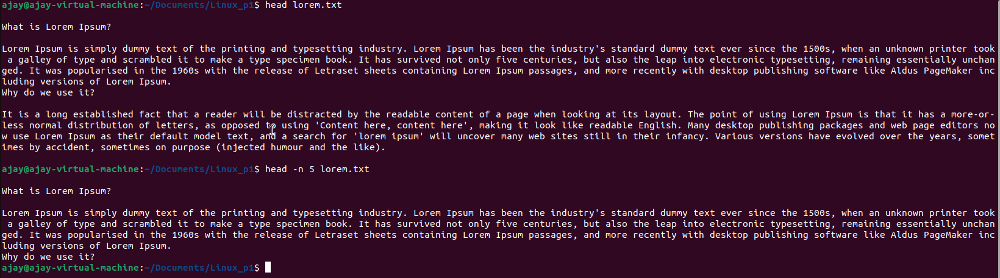 ajay@ajay-virtual-machine:~/Documents/Linux_p1$ head lorem.txt

What is Lorem Ipsum?

Lorem Ipsum is simply dummy text of the printing and typesetting industry. Lorem Ipsum has been the industry's standard dummy text ever since the 1500s, when an unknown printer took
 a galley of type and scrambled it to make a type specimen book. It has survived not only five centuries, but also the leap into electronic typesetting, remaining essentially unchan
ged. It was popularised in the 1960s with the release of Letraset sheets containing Lorem Ipsum passages, and more recently with desktop publishing software like Aldus PageMaker inc
luding versions of Lorem Ipsum.
Why do we use it?

It is a long established fact that a reader will be distracted by the readable content of a page when looking at its layout. The point of using Lorem Ipsum is that it has a more-or-
less normal distribution of letters, as opposed to using 'Content here, content here', making it look like readable English. Many desktop publishing packages and web page editors no
w use Lorem Ipsum as their default model text, and a search for 'lorem ipsum' will uncover many web sites still in their infancy. Various versions have evolved over the years, somet
imes by accident, sometimes on purpose (injected humour and the like).

ajay@ajay-virtual-machine:~/Documents/Linux_p1$ head -n 5 lorem.txt

What is Lorem Ipsum?

Lorem Ipsum is simply dummy text of the printing and typesetting industry. Lorem Ipsum has been the industry's standard dummy text ever since the 1500s, when an unknown printer took
 a galley of type and scrambled it to make a type specimen book. It has survived not only five centuries, but also the leap into electronic typesetting, remaining essentially unchan
ged. It was popularised in the 1960s with the release of Letraset sheets containing Lorem Ipsum passages, and more recently with desktop publishing software like Aldus PageMaker inc
luding versions of Lorem Ipsum.
Why do we use it?
ajay@ajay-virtual-machine:~/Documents/Linux_p1$